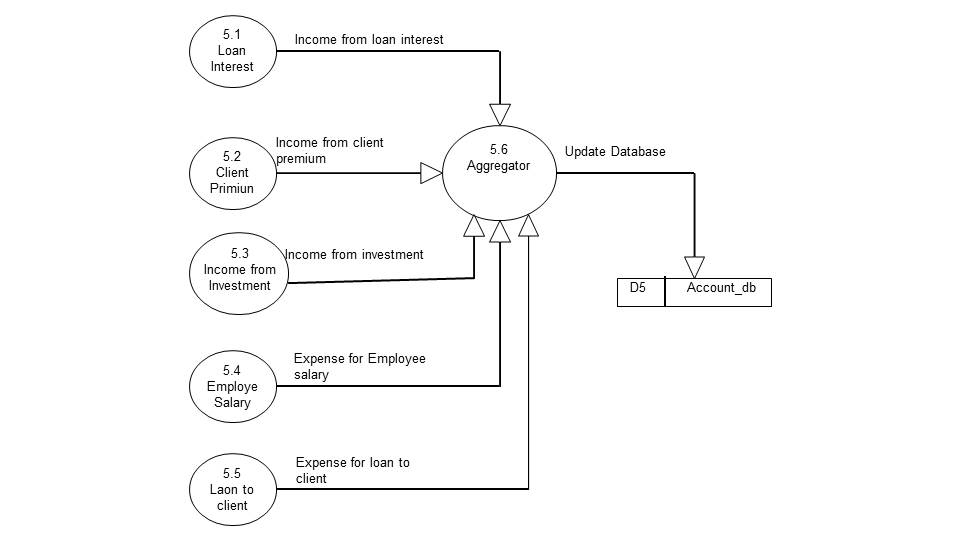 5.1
Loan
Interest
Income from loan interest
5.2
Client
Primiun
Income from client
premium
5.6
Aggregator
Update Database
5.3
Income from
Investment
Income from investment
D5
Account_db
5.4
Employe
Salary
Expense for Employee
salary
5.5
Laon to
client
Expense for loan to
client